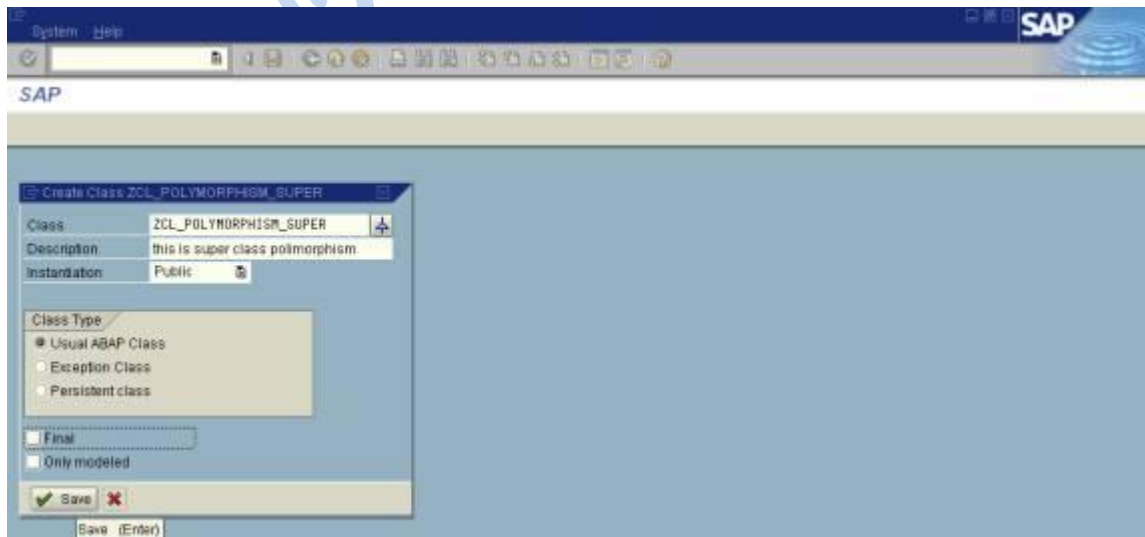 System Help
SAP
SAP
Create Class ZCL_POLYMORPHISM_SUPER
Class ZCL_POLYMORPHISM_SUPER
Description this is super class polimorphism
Instantiation Public
Class Type
Usual ABAP Class
Exception Class
Persistent class
Final
Only modeled
Save
Save (Enter)